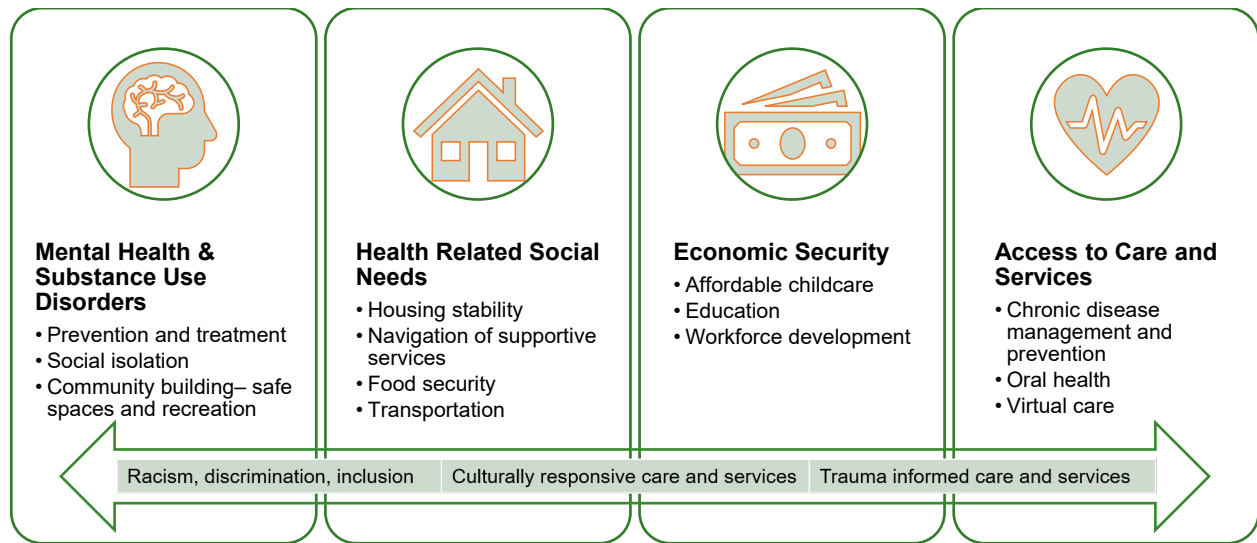 Mental Health &
Substance Use
Disorders
• Prevention and treatment
• Social isolation
• Community building– safe
spaces and recreation
Health Related Social
Needs
• Housing stability
• Navigation of supportive
services
• Food security
• Transportation
Economic Security
• Affordable childcare
• Education
• Workforce development
Access to Care and
Services
• Chronic disease
management and
prevention
• Oral health
• Virtual care
Racism, discrimination, inclusion
Culturally responsive care and services
Trauma informed care and services